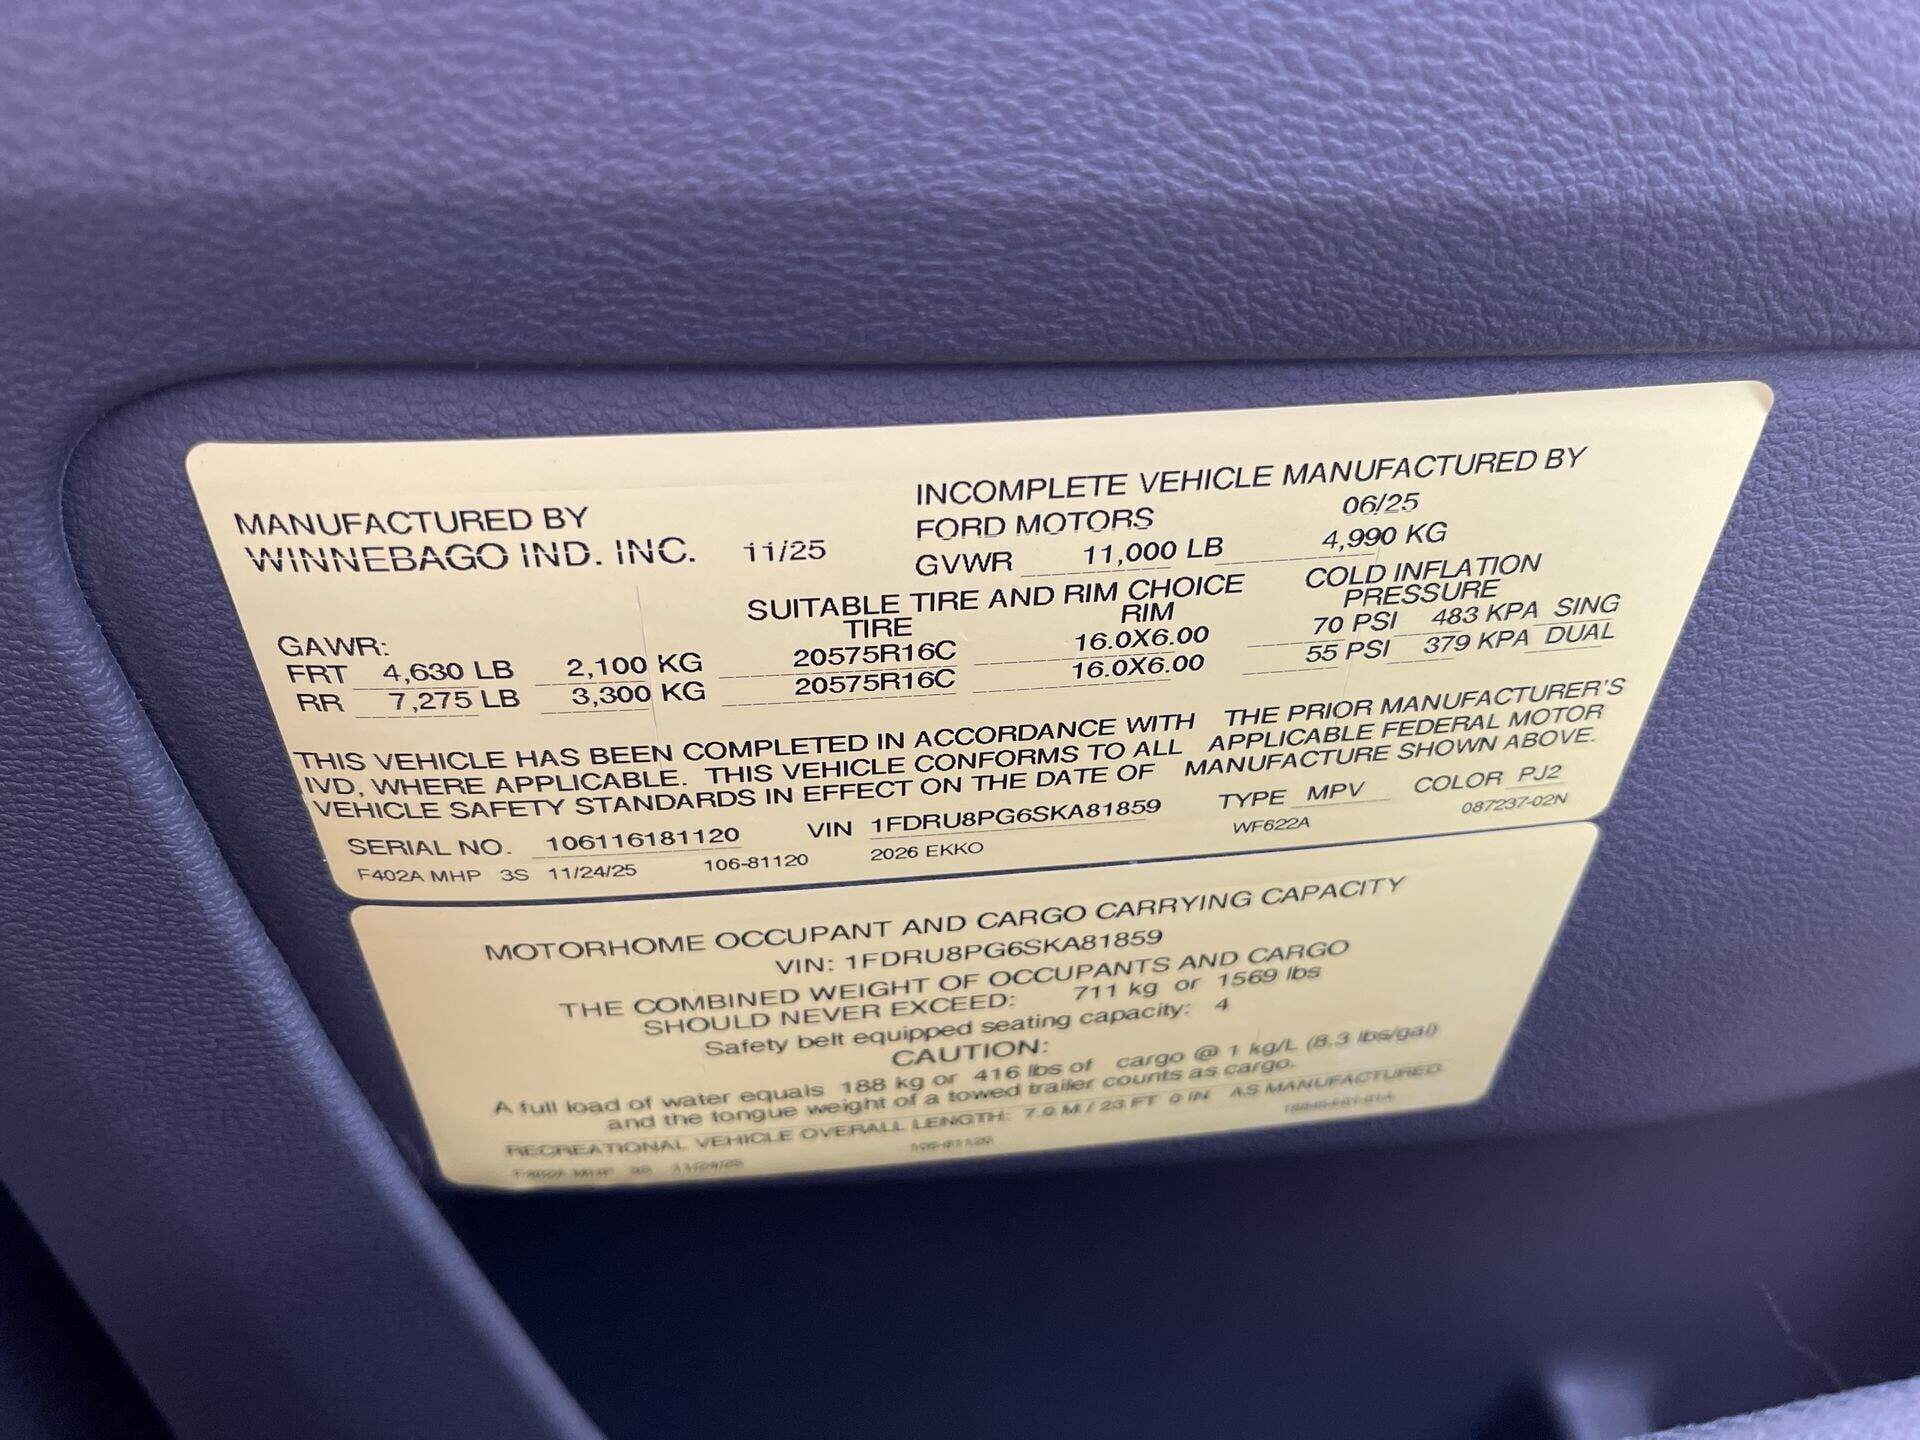 MANUFACTURED BY
WINNEBAGO IND. INC. 11/25
INCOMPLETE VEHICLE MANUFACTURED BY
FORD MOTORS 06/25
GVWR 11,000 LB 4,990 KG
SUITABLE TIRE AND RIM CHOICE
COLD INFLATION
PRESSURE
GAWR: TIRE RIM
FRT 4,630 LB 2,100 KG 20575R16C 16.0X6.00 70 PSI 483 KPA SING
RR 7,275 LB 3,300 KG 20575R16C 16.0X6.00 55 PSI 379 KPA DUAL
THIS VEHICLE HAS BEEN COMPLETED IN ACCORDANCE WITH THE PRIOR MANUFACTURER'S
IVD, WHERE APPLICABLE. THIS VEHICLE CONFORMS TO ALL APPLICABLE FEDERAL MOTOR
VEHICLE SAFETY STANDARDS IN EFFECT ON THE DATE OF MANUFACTURE SHOWN ABOVE.
SERIAL NO. 106116181120 VIN 1FDRU8PG6SKA81859 TYPE MPV COLOR PJ2
F402A MHP 3S 11/24/25 106-81120 2026 EKKO WF622A 087237-02N
MOTORHOME OCCUPANT AND CARGO CARRYING CAPACITY
VIN: 1FDRU8PG6SKA81859
THE COMBINED WEIGHT OF OCCUPANTS AND CARGO
SHOULD NEVER EXCEED: 711 kg or 1569 lbs
Safety belt equipped seating capacity: 4
CAUTION:
A full load of water equals 188 kg or 416 lbs of cargo @ 1 kg/L (8.3 lbs/gal)
and the tongue weight of a towed trailer counts as cargo.
RECREATIONAL VEHICLE OVERALL LENGTH: 7.0 M / 23 FT 0 IN AS MANUFACTURED
F402A MHP 3S 11/24/25 106-81120